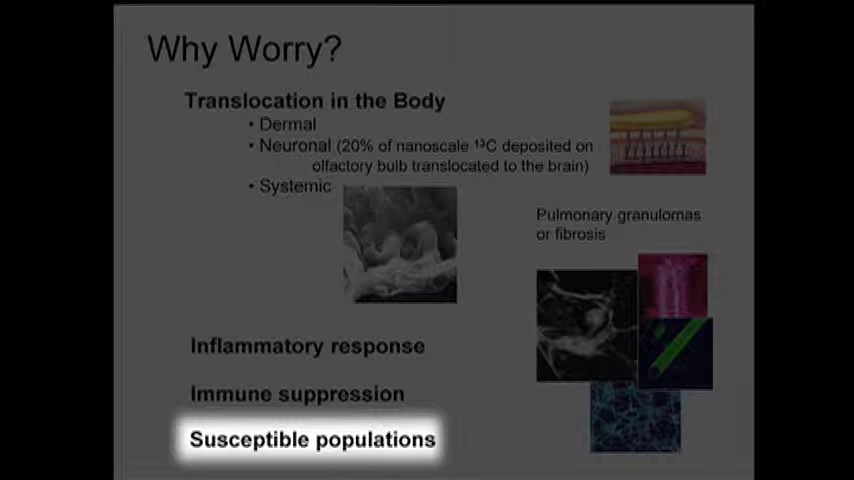 Why Worry?
Translocation in the Body
• Dermal
• Neuronal (20% of nanoscale ¹³C deposited on
olfactory bulb translocated to the brain)
• Systemic
Pulmonary granulomas
or fibrosis
Inflammatory response
Immune suppression
Susceptible populations